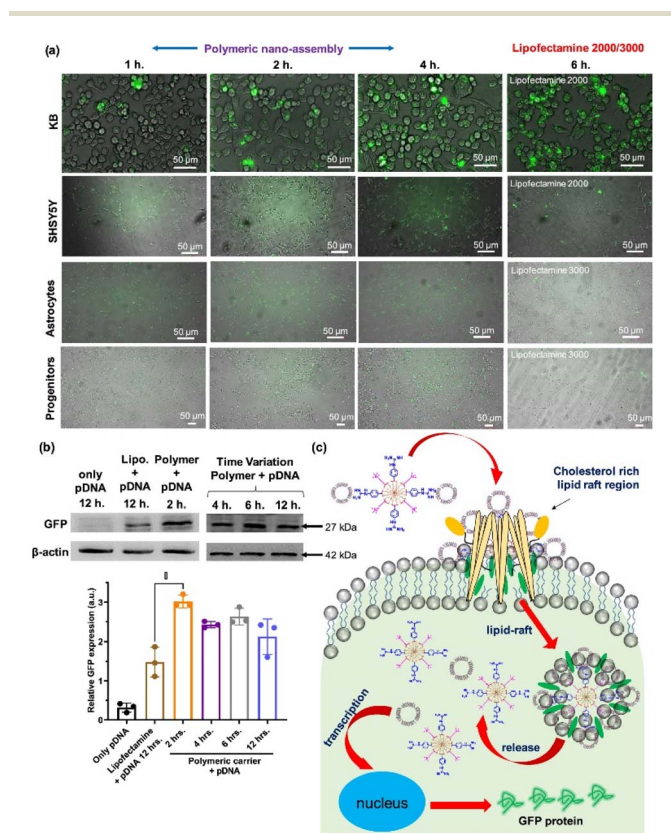 (a)
Polymeric nano-assembly
Lipofectamine 2000/3000
1 h.
2 h.
4 h.
6 h.
KB
50 µm
50 µm
50 µm
Lipofectamine 2000
50 µm
SHSY5Y
50 µm
50 µm
50 µm
Lipofectamine 2000
50 µm
Astrocytes
50 µm
50 µm
50 µm
Lipofectamine 3000
50 µm
Progenitors
50 µm
50 µm
50 µm
Lipofectamine 3000
50 µm
(b)
only pDNA 12 h.
Lipo. + pDNA 12 h.
Polymer + pDNA 2 h.
Time Variation
Polymer + pDNA
4 h. 6 h. 12 h.
GFP
27 kDa
β-actin
42 kDa
Relative GFP expression (a.u.)
3
2
1
0
Only pDNA
Lipofectamine
+ pDNA 12 hrs.
2 hrs.
4 hrs.
6 hrs.
12 hrs.
Polymeric carrier
+ pDNA
(c)
Cholesterol rich
lipid raft region
lipid-raft
release
transcription
nucleus
GFP protein